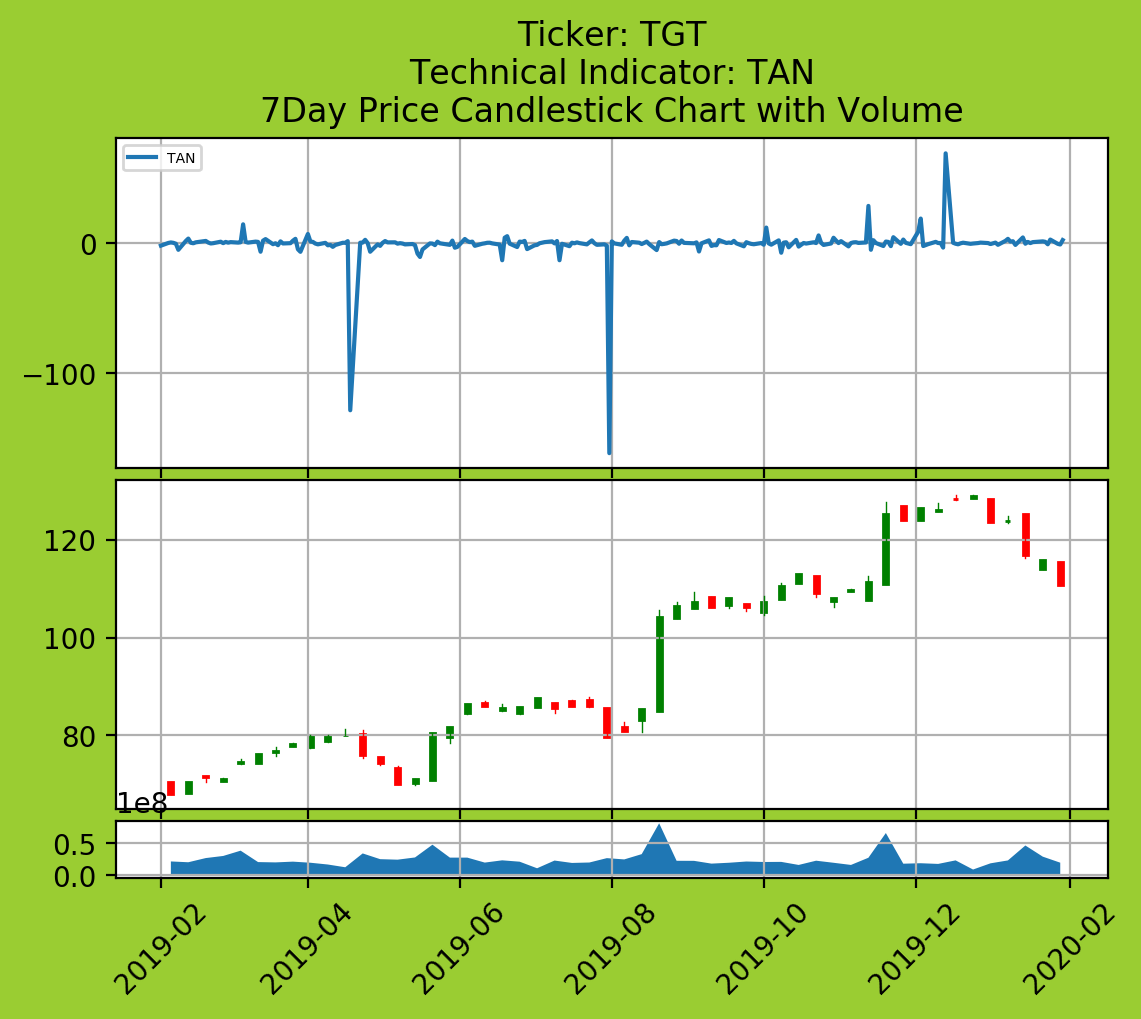 Ticker: TGT
Technical Indicator: TAN
7Day Price Candlestick Chart with Volume
TAN
0
−100
120
100
80
1e8
0.5
0.0
2019-02
2019-04
2019-06
2019-08
2019-10
2019-12
2020-02